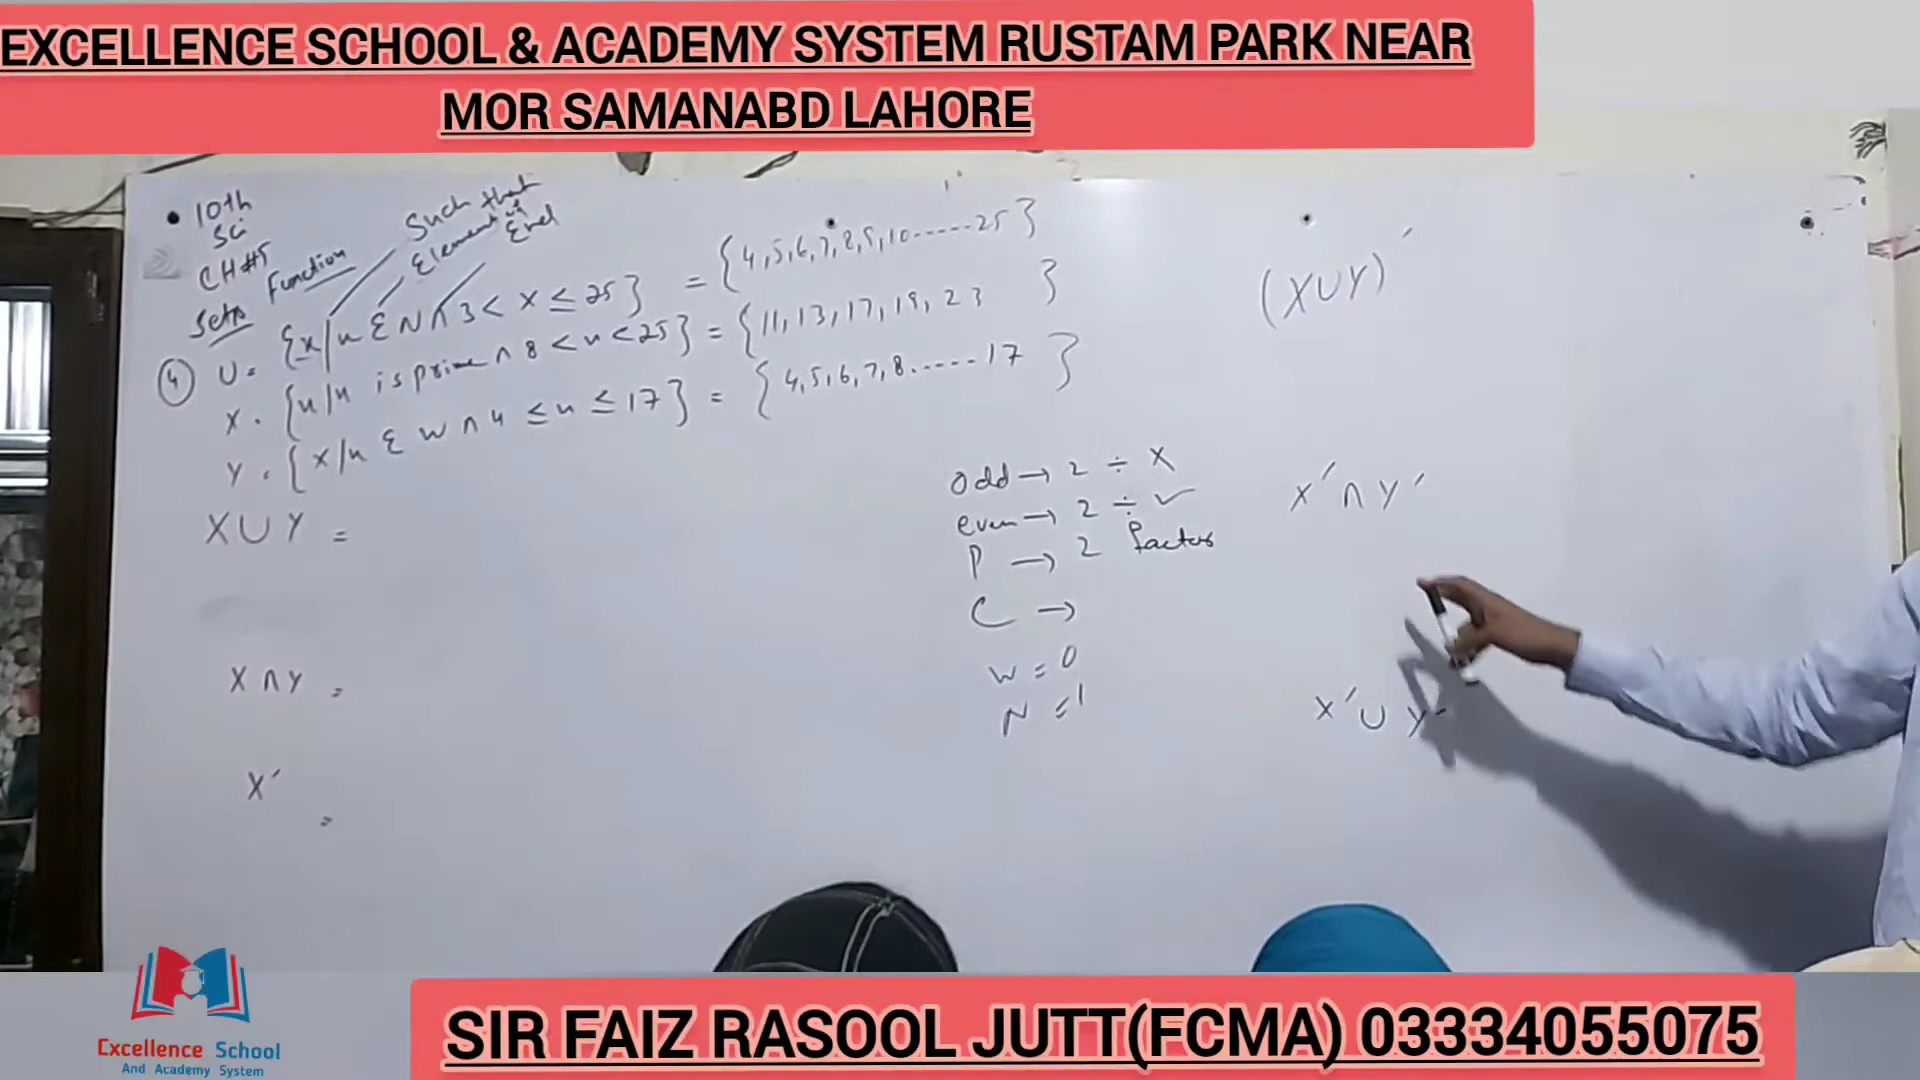 EXCELLENCE SCHOOL & ACADEMY SYSTEM RUSTAM PARK NEAR
MOR SAMANABD LAHORE
10th
Sci
CH#5
Sets Function
Such that
Element of
End
④ U = {x/x Ɛ N ∧ 3 < x ≤ 25} = {4,5,6,7,8,9,10-----25}
X = {x/x is prime ∧ 8 < x < 25} = {11, 13, 17, 19, 23 }
Y = {x/x Ɛ W ∧ 4 ≤ x ≤ 17} = {4,5,6,7,8.----17 }
X∪Y =
X∩Y =
X′ =
odd → 2 ÷ X
even → 2 ÷ ✓
P → 2 factor
C →
W = 0
N = 1
(X∪Y)′
X′∩Y′
X′∪Y′
Excellence School
And Academy System
SIR FAIZ RASOOL JUTT(FCMA) 03334055075